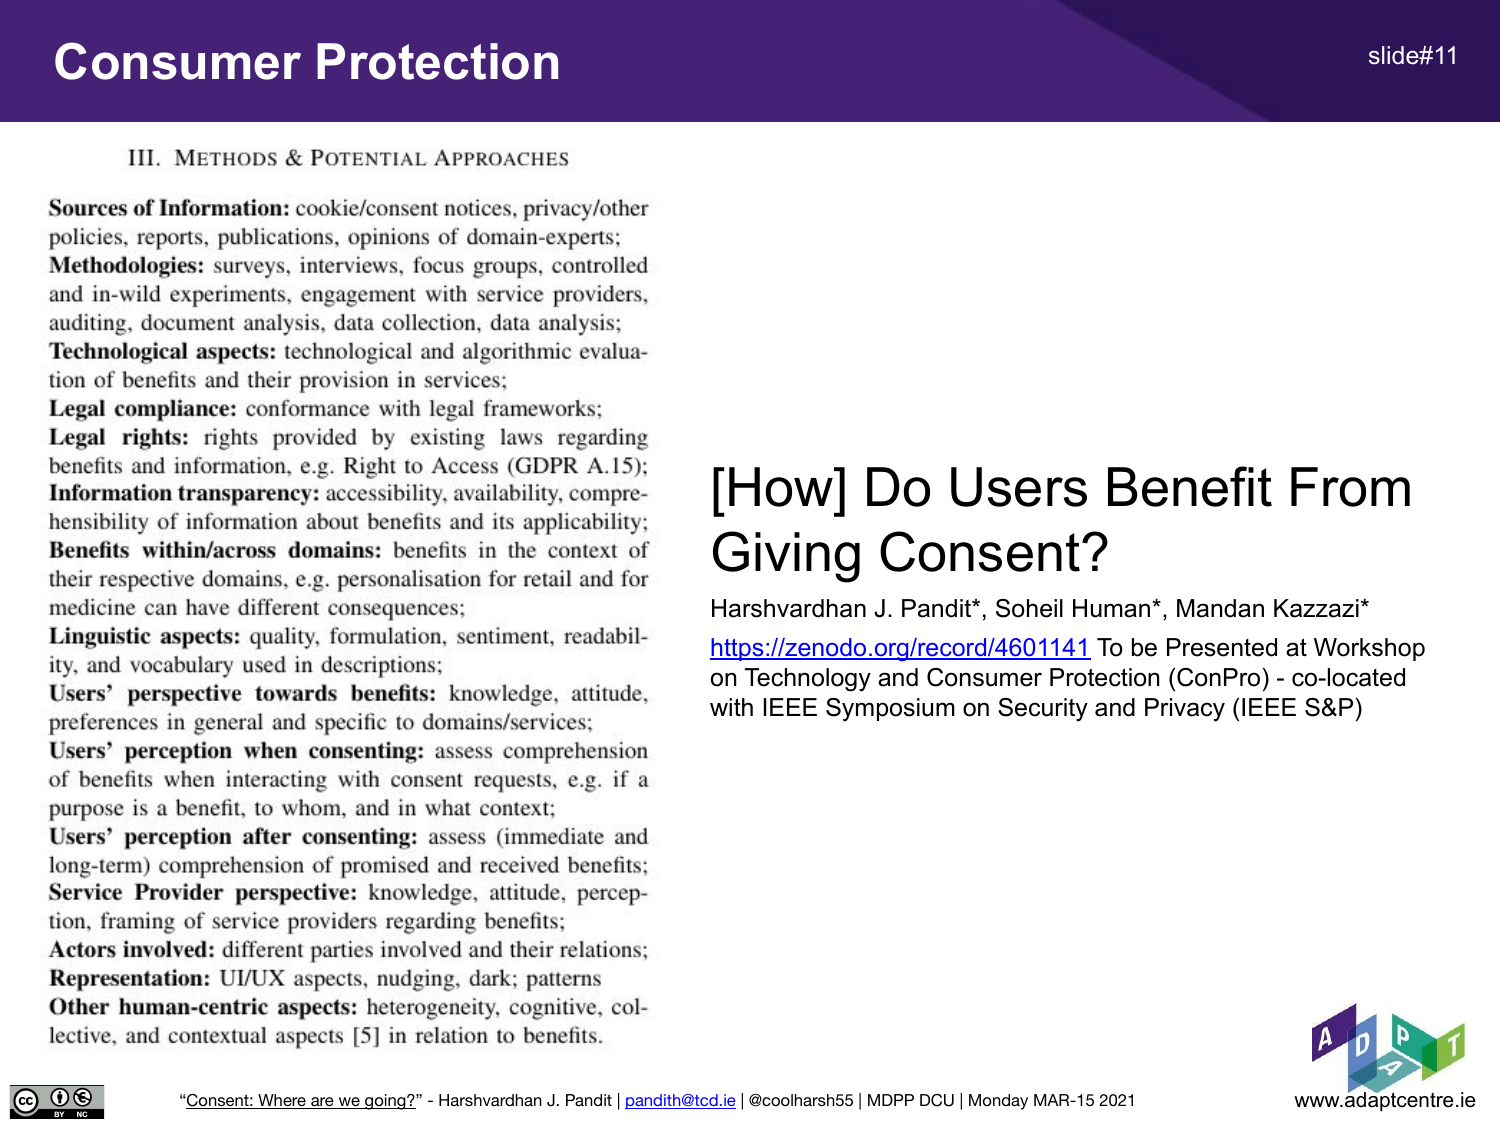 Consumer Protection
slide#11
III. METHODS & POTENTIAL APPROACHES
Sources of Information: cookie/consent notices, privacy/other
policies, reports, publications, opinions of domain-experts;
Methodologies: surveys, interviews, focus groups, controlled
and in-wild experiments, engagement with service providers,
auditing, document analysis, data collection, data analysis;
Technological aspects: technological and algorithmic evalua-
tion of benefits and their provision in services;
Legal compliance: conformance with legal frameworks;
Legal rights: rights provided by existing laws regarding
benefits and information, e.g. Right to Access (GDPR A.15);
Information transparency: accessibility, availability, compre-
hensibility of information about benefits and its applicability;
Benefits within/across domains: benefits in the context of
their respective domains, e.g. personalisation for retail and for
medicine can have different consequences;
Linguistic aspects: quality, formulation, sentiment, readabil-
ity, and vocabulary used in descriptions;
Users' perspective towards benefits: knowledge, attitude,
preferences in general and specific to domains/services;
Users' perception when consenting: assess comprehension
of benefits when interacting with consent requests, e.g. if a
purpose is a benefit, to whom, and in what context;
Users' perception after consenting: assess (immediate and
long-term) comprehension of promised and received benefits;
Service Provider perspective: knowledge, attitude, percep-
tion, framing of service providers regarding benefits;
Actors involved: different parties involved and their relations;
Representation: UI/UX aspects, nudging, dark; patterns
Other human-centric aspects: heterogeneity, cognitive, col-
lective, and contextual aspects [5] in relation to benefits.
[How] Do Users Benefit From
Giving Consent?
Harshvardhan J. Pandit*, Soheil Human*, Mandan Kazzazi*
https://zenodo.org/record/4601141 To be Presented at Workshop
on Technology and Consumer Protection (ConPro) - co-located
with IEEE Symposium on Security and Privacy (IEEE S&P)
ADAPT
www.adaptcentre.ie
cc BY NC
“Consent: Where are we going?” - Harshvardhan J. Pandit | pandith@tcd.ie | @coolharsh55 | MDPP DCU | Monday MAR-15 2021